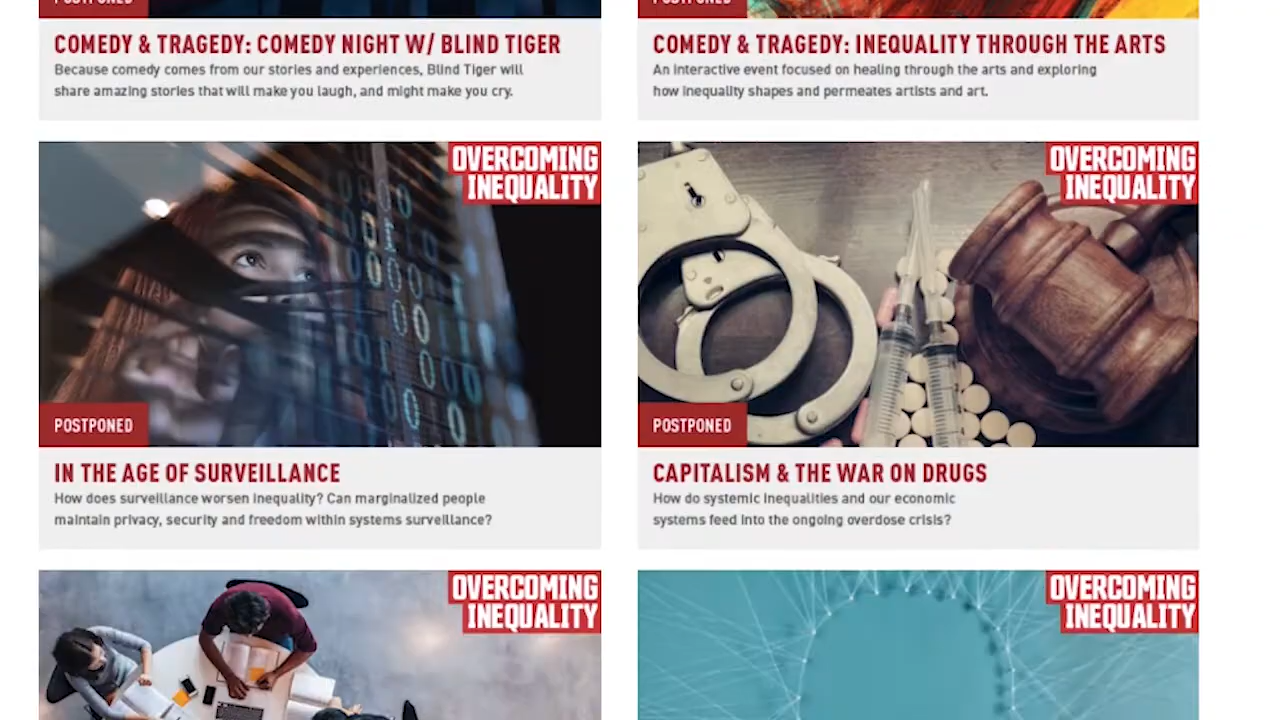 POSTPONED
COMEDY & TRAGEDY: COMEDY NIGHT W/ BLIND TIGER
Because comedy comes from our stories and experiences, Blind Tiger will
share amazing stories that will make you laugh, and might make you cry.
POSTPONED
COMEDY & TRAGEDY: INEQUALITY THROUGH THE ARTS
An interactive event focused on healing through the arts and exploring
how inequality shapes and permeates artists and art.
OVERCOMING
INEQUALITY
POSTPONED
IN THE AGE OF SURVEILLANCE
How does surveillance worsen inequality? Can marginalized people
maintain privacy, security and freedom within systems surveillance?
OVERCOMING
INEQUALITY
POSTPONED
CAPITALISM & THE WAR ON DRUGS
How do systemic inequalities and our economic
systems feed into the ongoing overdose crisis?
OVERCOMING
INEQUALITY
OVERCOMING
INEQUALITY